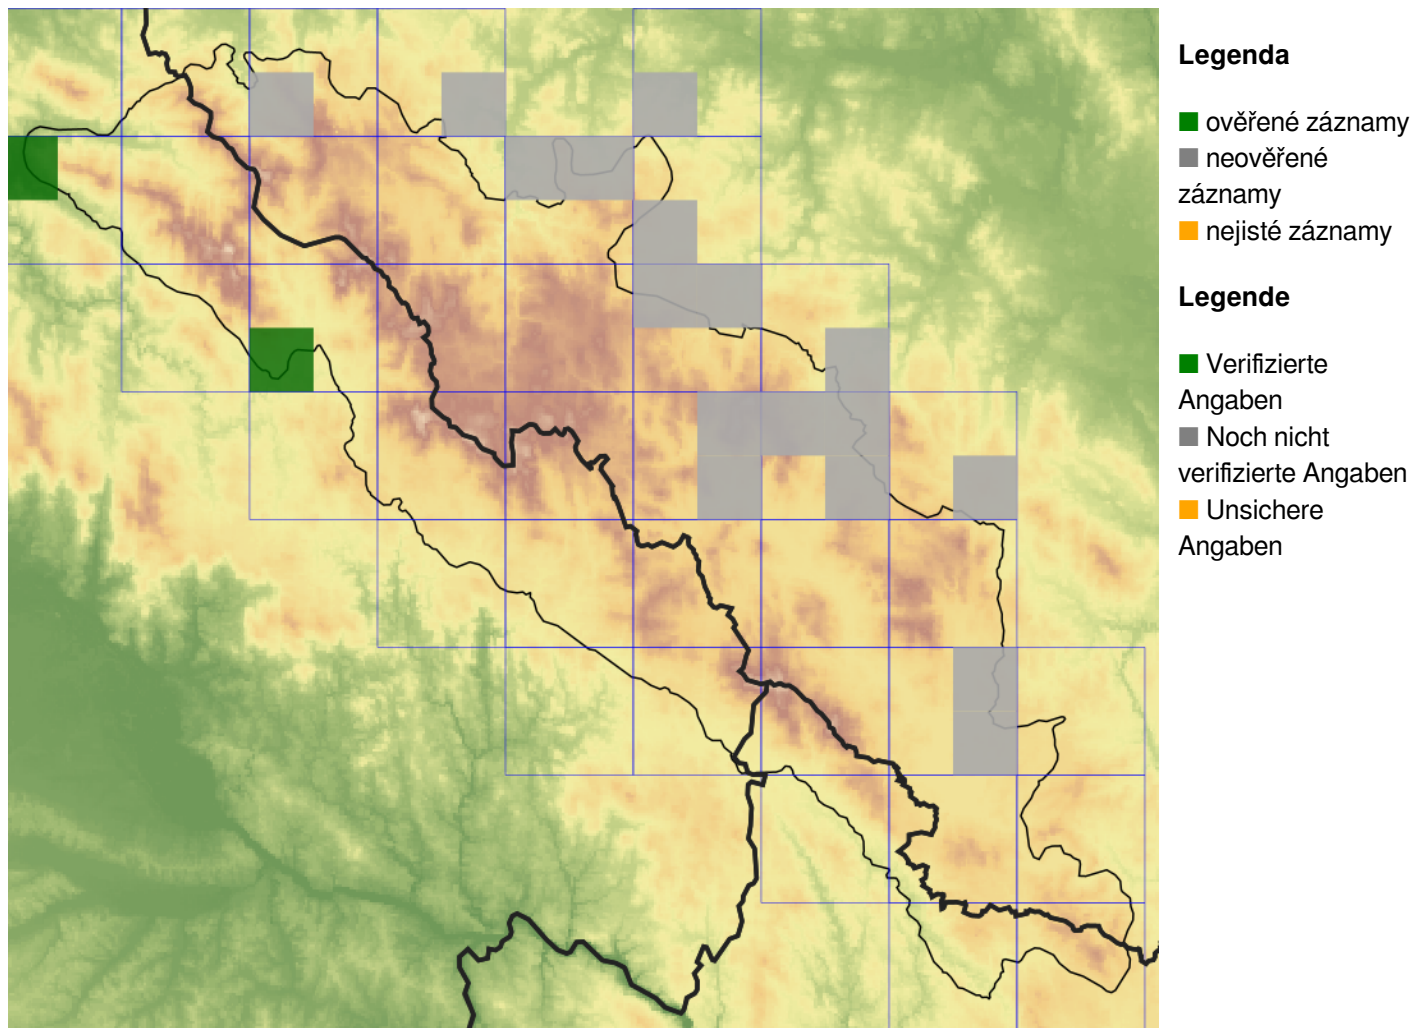 Legenda
ověřené záznamy
neověřené
záznamy
nejisté záznamy
Legende
Verifizierte
Angaben
Noch nicht
verifizierte Angaben
Unsichere
Angaben